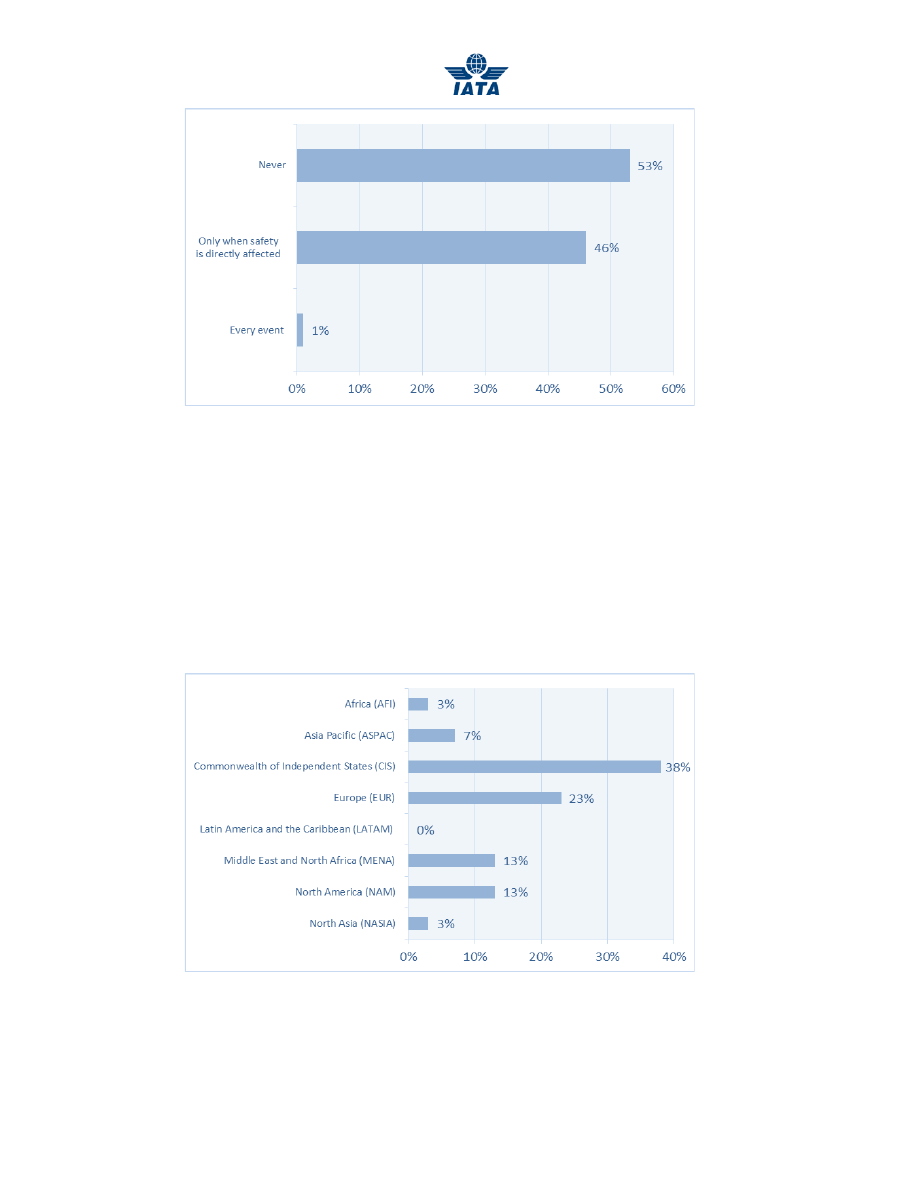 IATA
Never
53%
Only when safety
is directly affected
46%
Every event
1%
0% 10% 20% 30% 40% 50% 60%
Africa (AFI)
3%
Asia Pacific (ASPAC)
7%
Commonwealth of Independent States (CIS)
38%
Europe (EUR)
23%
Latin America and the Caribbean (LATAM)
0%
Middle East and North Africa (MENA)
13%
North America (NAM)
13%
North Asia (NASIA)
3%
0% 10% 20% 30% 40%